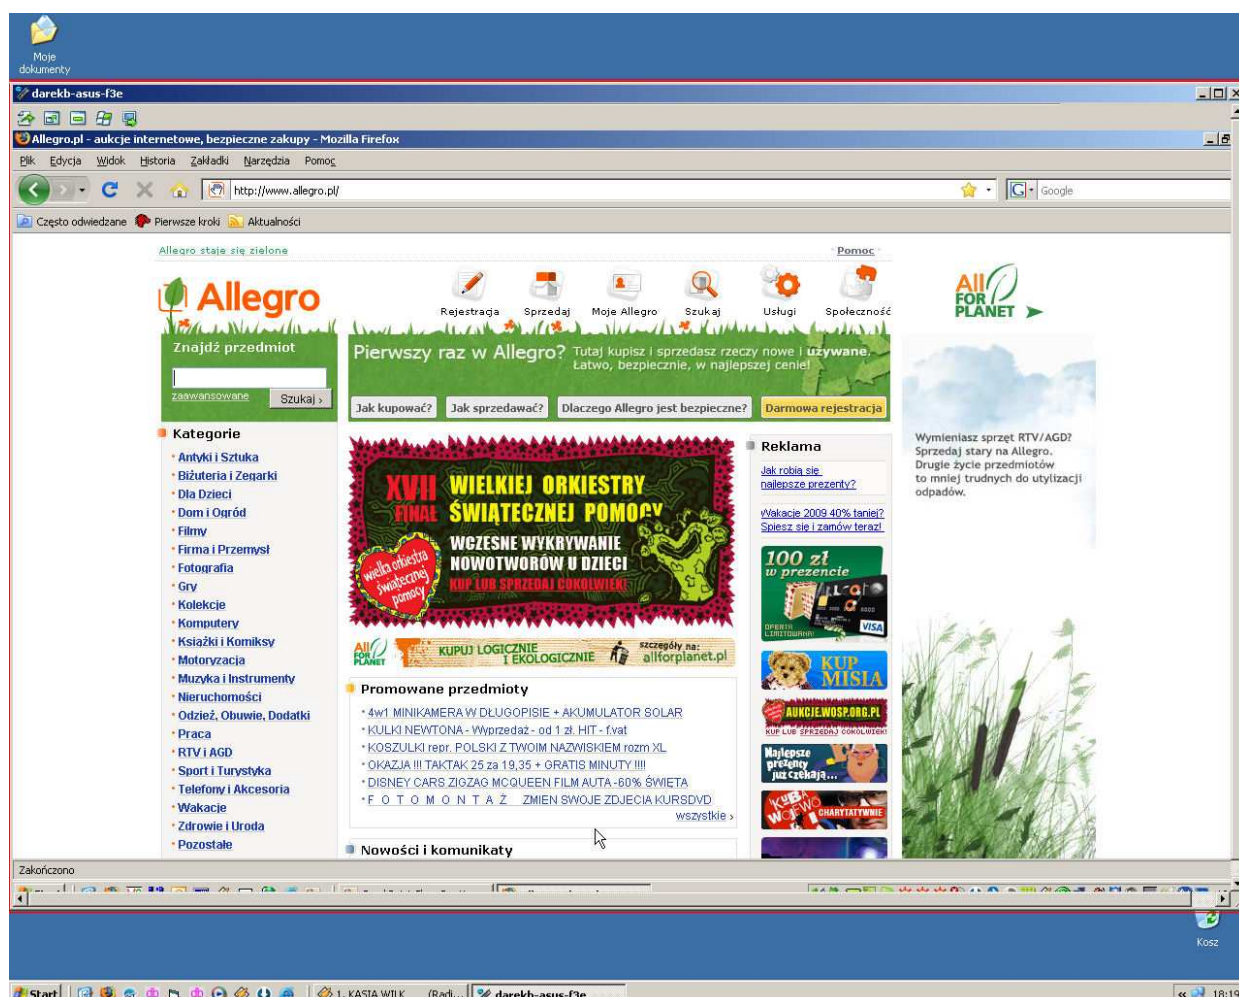 Moje
dokumenty
darekb-asus-f3e
Allegro.pl - aukcje internetowe, bezpieczne zakupy - Mozilla Firefox
Plik Edycja Widok Historia Zakładki Narzędzia Pomoc
http://www.allegro.pl/
Google
Często odwiedzane Pierwsze kroki Aktualności
Allegro staje się zielone
Pomoc
Allegro
Rejestracja Sprzedaj Moje Allegro Szukaj Usługi Społeczność
All
FOR
PLANET
Znajdź przedmiot
zaawansowane
Szukaj ›
Pierwszy raz w Allegro? Tutaj kupisz i sprzedasz rzeczy nowe i używane.
Łatwo, bezpiecznie, w najlepszej cenie!
Jak kupować? Jak sprzedawać? Dlaczego Allegro jest bezpieczne? Darmowa rejestracja
Kategorie
Antyki i Sztuka
Biżuteria i Zegarki
Dla Dzieci
Dom i Ogród
Filmy
Firma i Przemysł
Fotografia
Gry
Kolekcje
Komputery
Książki i Komiksy
Motoryzacja
Muzyka i Instrumenty
Nieruchomości
Odzież, Obuwie, Dodatki
Praca
RTV i AGD
Sport i Turystyka
Telefony i Akcesoria
Wakacje
Zdrowie i Uroda
Pozostałe
XVII FINAŁ
WIELKIEJ ORKIESTRY
ŚWIĄTECZNEJ POMOCY
WCZESNE WYKRYWANIE
NOWOTWORÓW U DZIECI
KUP LUB SPRZEDAJ COKOLWIEK!
wielka orkiestra
świątecznej
pomocy
All
FOR
PLANET
KUPUJ LOGICZNIE
I EKOLOGICZNIE
szczegóły na:
allforplanet.pl
Promowane przedmioty
4w1 MINIKAMERA W DŁUGOPISIE + AKUMULATOR SOLAR
KULKI NEWTONA - Wyprzedaż - od 1 zł. HIT - f.vat
KOSZULKI repr. POLSKI Z TWOIM NAZWISKIEM rozm XL
OKAZJA !!! TAKTAK 25 za 19,35 + GRATIS MINUTY !!!!
DISNEY CARS ZIGZAG MCQUEEN FILM AUTA -60% ŚWIĘTA
F O T O M O N T A Ż ZMIEN SWOJE ZDJECIA KURSDVD
wszystkie ›
Nowości i komunikaty
Reklama
Jak robią się
najlepsze prezenty?
Wakacje 2009 40% taniej?
Spiesz się i zamów teraz!
100 zł
w prezencie
OFERTA
LIMITOWANA!
VISA
KUP
MISIA
AUKCJE.WOSP.ORG.PL
KUP LUB SPRZEDAJ COKOLWIEK!
Najlepsze
prezenty
już czekają...
KUBA
WOJEWÓ
CHARYTATYWNIE
Wymieniasz sprzęt RTV/AGD?
Sprzedaj stary na Allegro.
Drugie życie przedmiotów
to mniej trudnych do utylizacji
odpadów.
Zakończono
Kosz
Start
1. KASIA WILK
(Radi...
darekb-asus-f3e
18:19